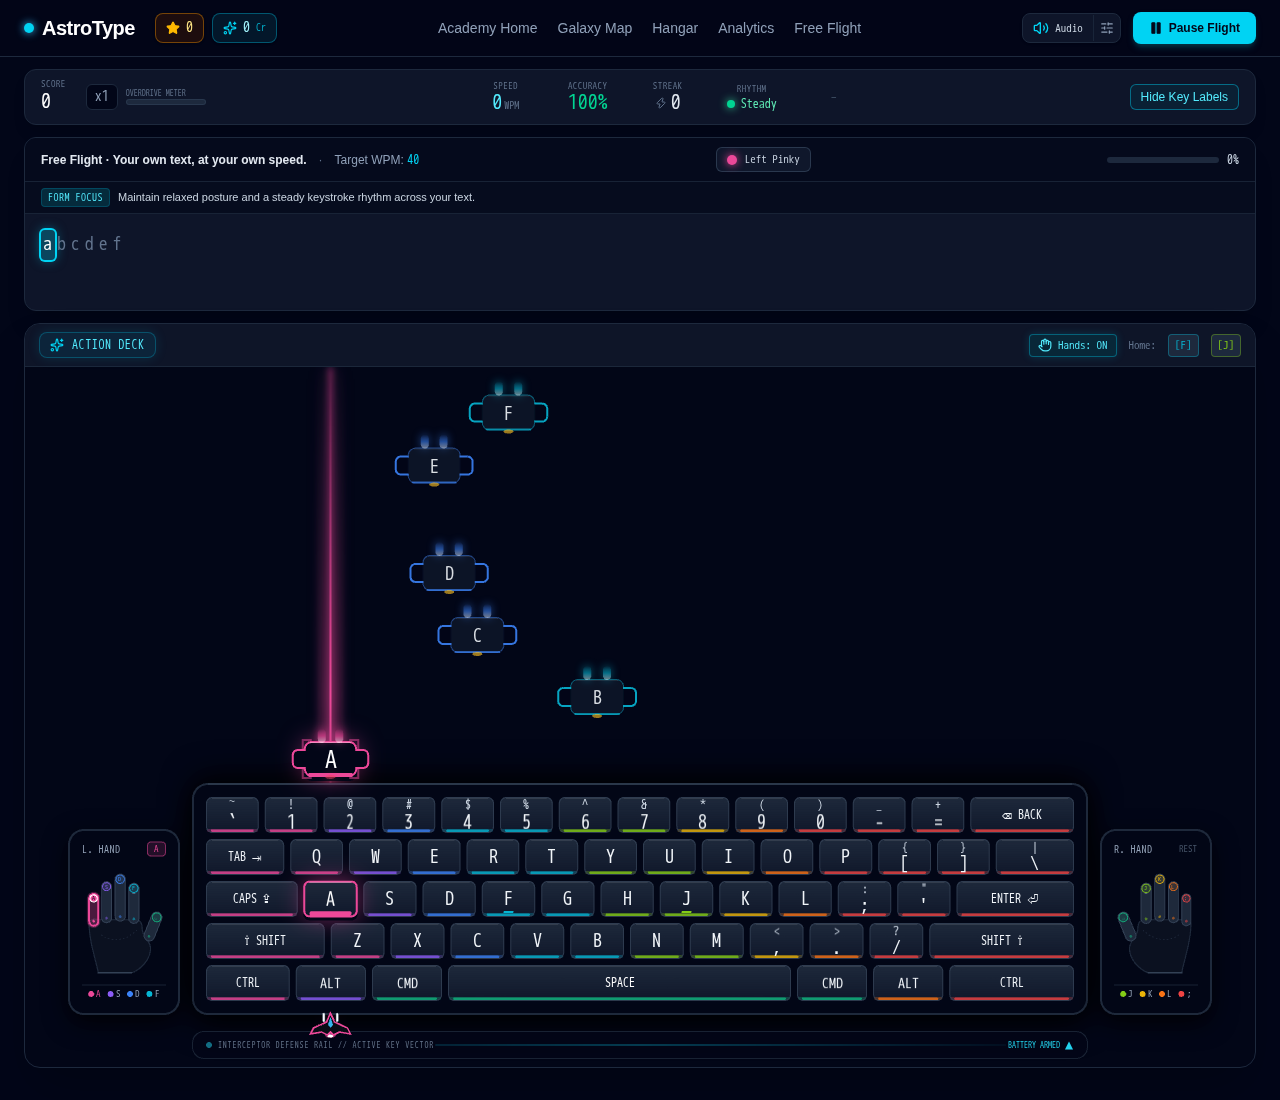 AstroType 0 0 Cr Academy Home Galaxy Map Hangar Analytics Free Flight Audio Pause Flight
SCORE 0 x1 OVERDRIVE METER SPEED 0 WPM ACCURACY 100% STREAK 0 RHYTHM Steady – Hide Key Labels
Free Flight · Your own text, at your own speed. · Target WPM: 40 Left Pinky 0%
FORM FOCUS Maintain relaxed posture and a steady keystroke rhythm across your text.
abcdef
ACTION DECK Hands: ON Home: [F] [J]
F
E
D
C
B
A
~ ! @ # $ % ^ & * ( ) _ +
` 1 2 3 4 5 6 7 8 9 0 - = ⌫ BACK
TAB ⇥ Q W E R T Y U I O P { [ } ] | \
CAPS ⇪ A S D F G H J K L : ; " ' ENTER ⏎
⇧ SHIFT Z X C V B N M < , > . ? / SHIFT ⇧
CTRL ALT CMD SPACE CMD ALT CTRL
L. HAND A
A S D F
R. HAND REST
J K L ;
INTERCEPTOR DEFENSE RAIL // ACTIVE KEY VECTOR BATTERY ARMED ▲